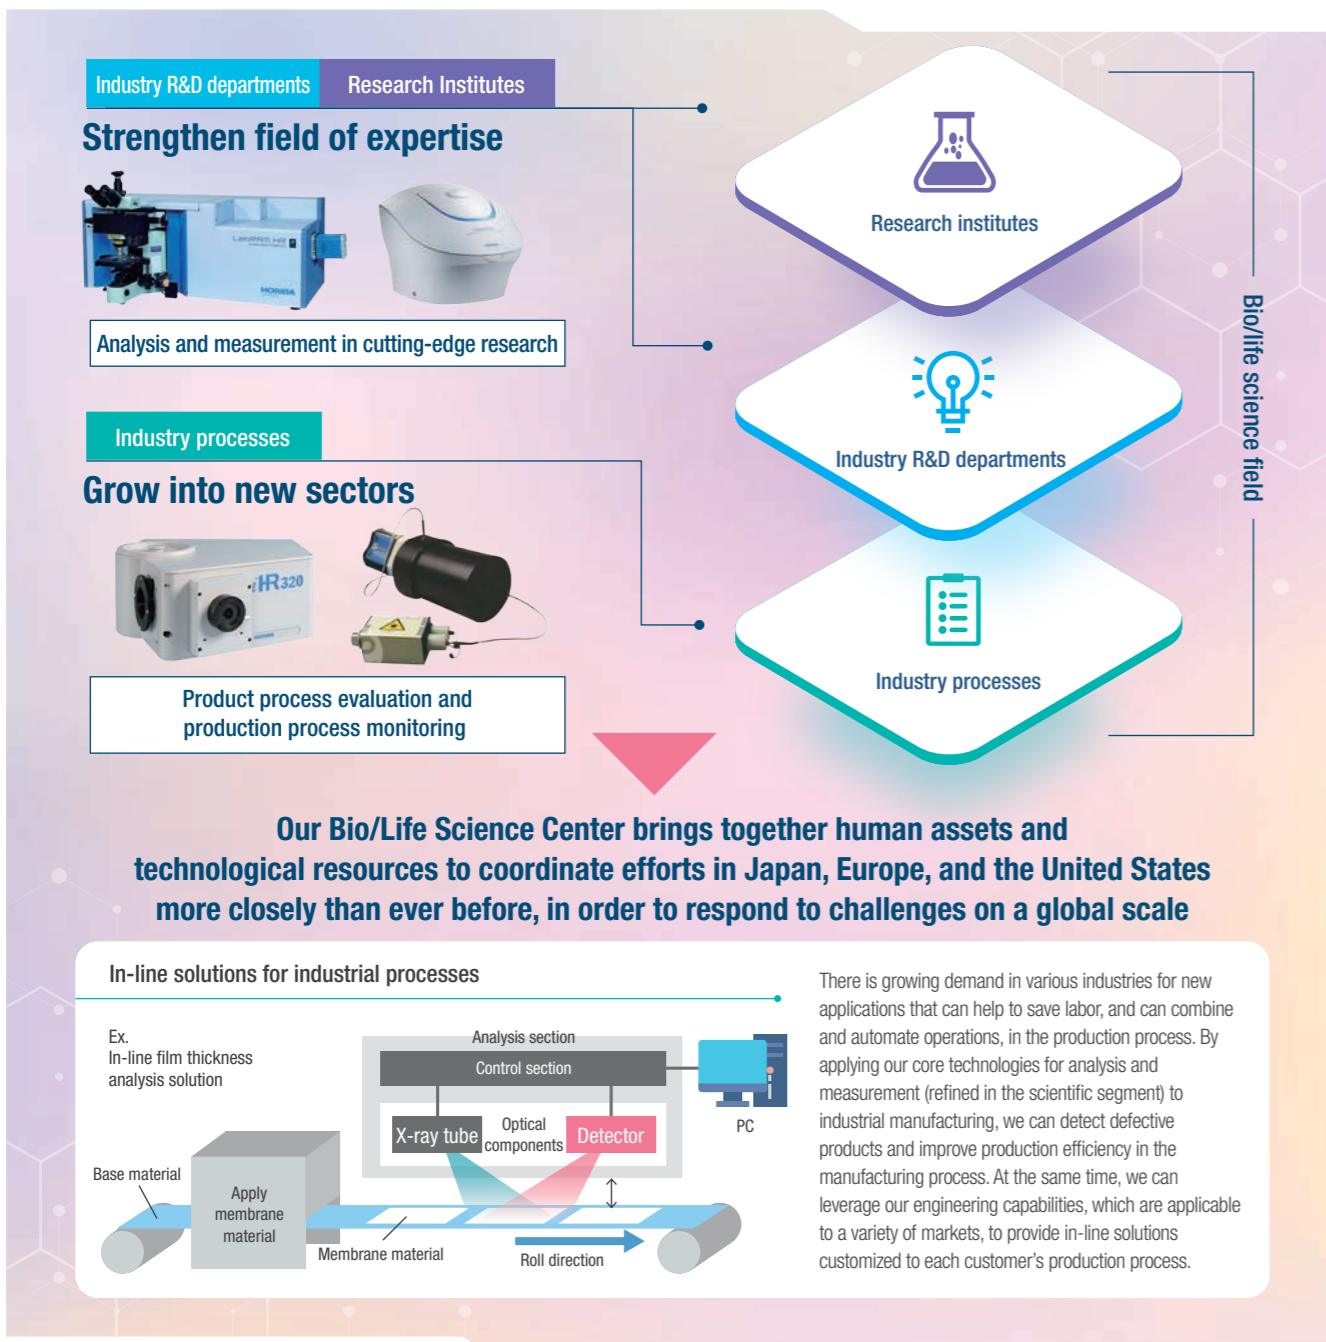 Industry R&D departments
Research Institutes
Strengthen field of expertise
LabRAM HR
HORIBA
Analysis and measurement in cutting-edge research
Industry processes
Grow into new sectors
iHR320
Product process evaluation and
production process monitoring
Research institutes
Industry R&D departments
Industry processes
Bio/life science field
Our Bio/Life Science Center brings together human assets and
technological resources to coordinate efforts in Japan, Europe, and the United States
more closely than ever before, in order to respond to challenges on a global scale
In-line solutions for industrial processes
Ex.
In-line film thickness
analysis solution
Analysis section
Control section
X-ray tube
Optical
components
Detector
PC
Base material
Apply
membrane
material
Membrane material
Roll direction
There is growing demand in various industries for new
applications that can help to save labor, and can combine
and automate operations, in the production process. By
applying our core technologies for analysis and
measurement (refined in the scientific segment) to
industrial manufacturing, we can detect defective
products and improve production efficiency in the
manufacturing process. At the same time, we can
leverage our engineering capabilities, which are applicable
to a variety of markets, to provide in-line solutions
customized to each customer's production process.